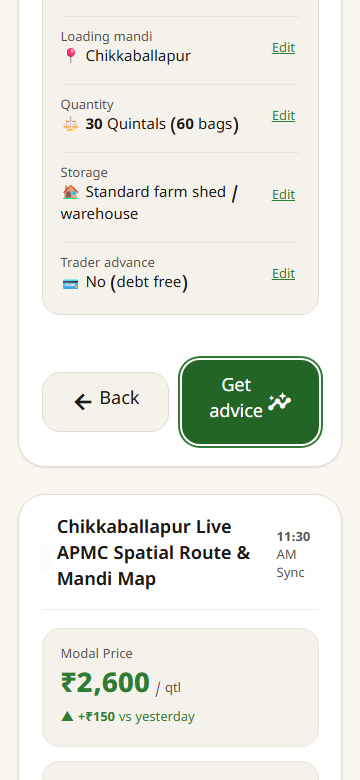 Loading mandi
📍 Chikkaballapur
Edit
Quantity
⚖️ 30 Quintals (60 bags)
Edit
Storage
🏠 Standard farm shed /
warehouse
Edit
Trader advance
💳 No (debt free)
Edit
← Back
Get
advice
Chikkaballapur Live
APMC Spatial Route &
Mandi Map
11:30
AM
Sync
Modal Price
₹2,600 / qtl
▲ +₹150 vs yesterday